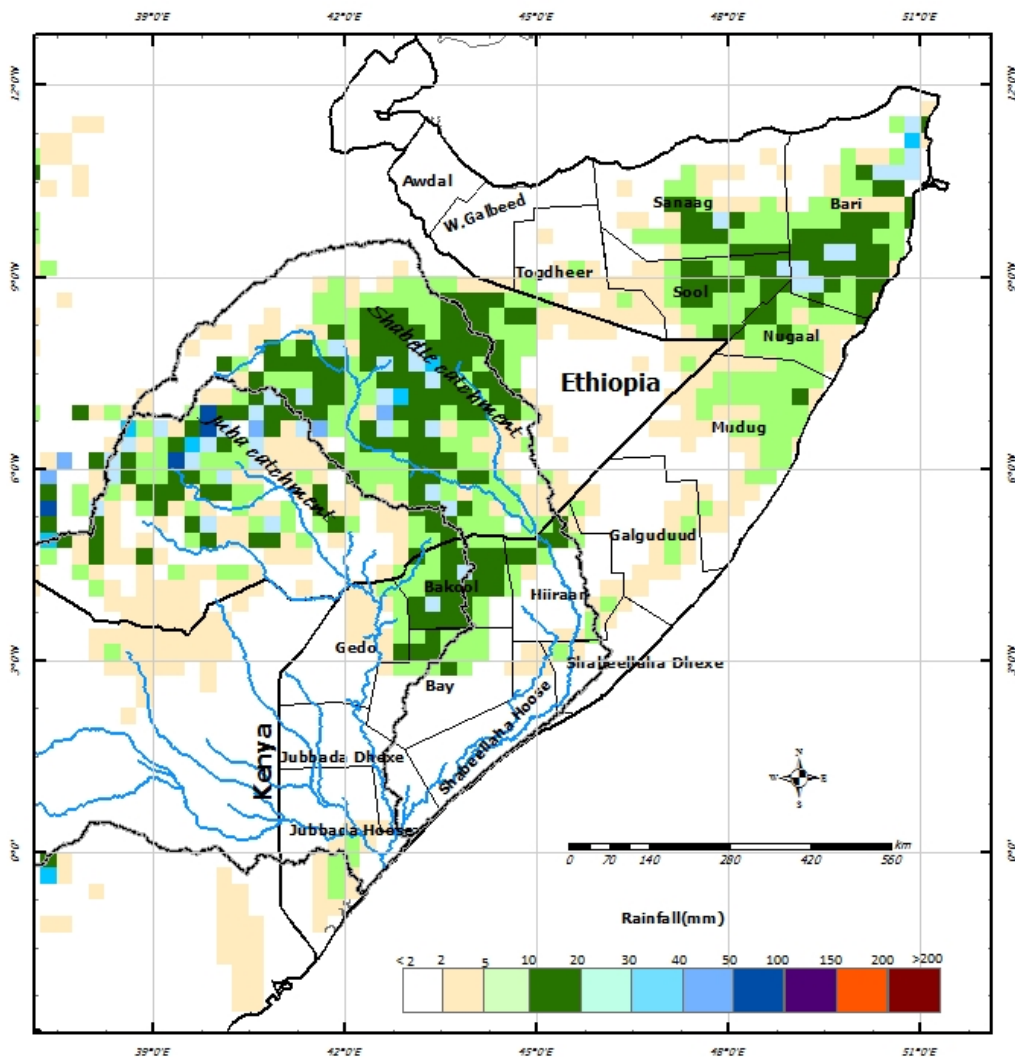 39°0'E 42°0'E 45°0'E 48°0'E 51°0'E
12°0'N 12°0'N
Awdal
W.Galbeed
Sanaag
Bari
9°0'N 9°0'N
Togdheer
Sool
Shabelle catchment
Nugaal
Ethiopia
Juba catchment
Mudug
6°0'N 6°0'N
Galguduud
Bakool
Hiiraan
Gedo
3°0'N 3°0'N
Shabeellaha Dhexe
Bay
Shabeellaha Hoose
Kenya
Jubbada Dhexe
N
W E
S
Jubbada Hoose
0°0' 0°0'
km
0 70 140 280 420 560
Rainfall(mm)
< 2 2 5 10 20 30 40 50 100 150 200 >200
39°0'E 42°0'E 45°0'E 48°0'E 51°0'E